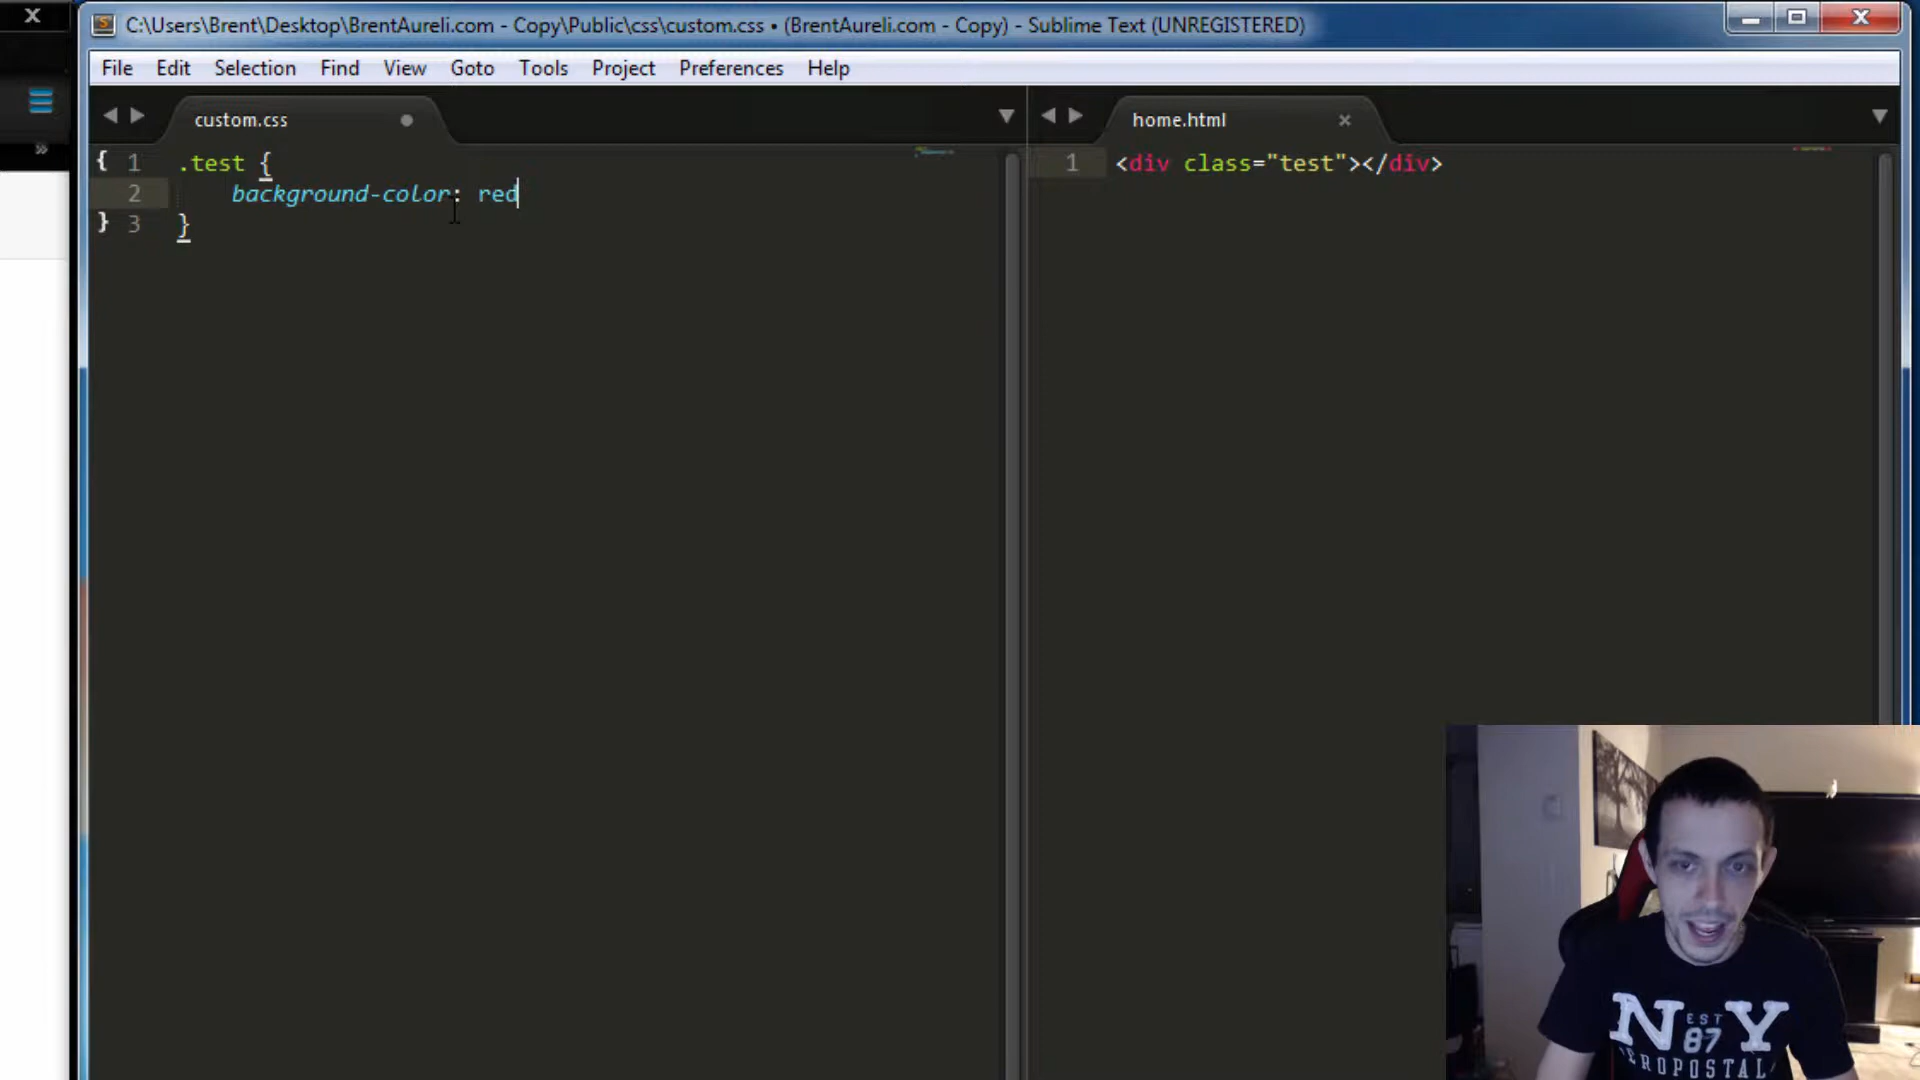 C:\Users\Brent\Desktop\BrentAureli.com - Copy\Public\css\custom.css • (BrentAureli.com - Copy) - Sublime Text (UNREGISTERED)
File Edit Selection Find View Goto Tools Project Preferences Help
custom.css
home.html
{ 1 .test {
2 background-color: red
} 3 }
1 <div class="test"></div>
NY
EST
87
EROPOSTAL